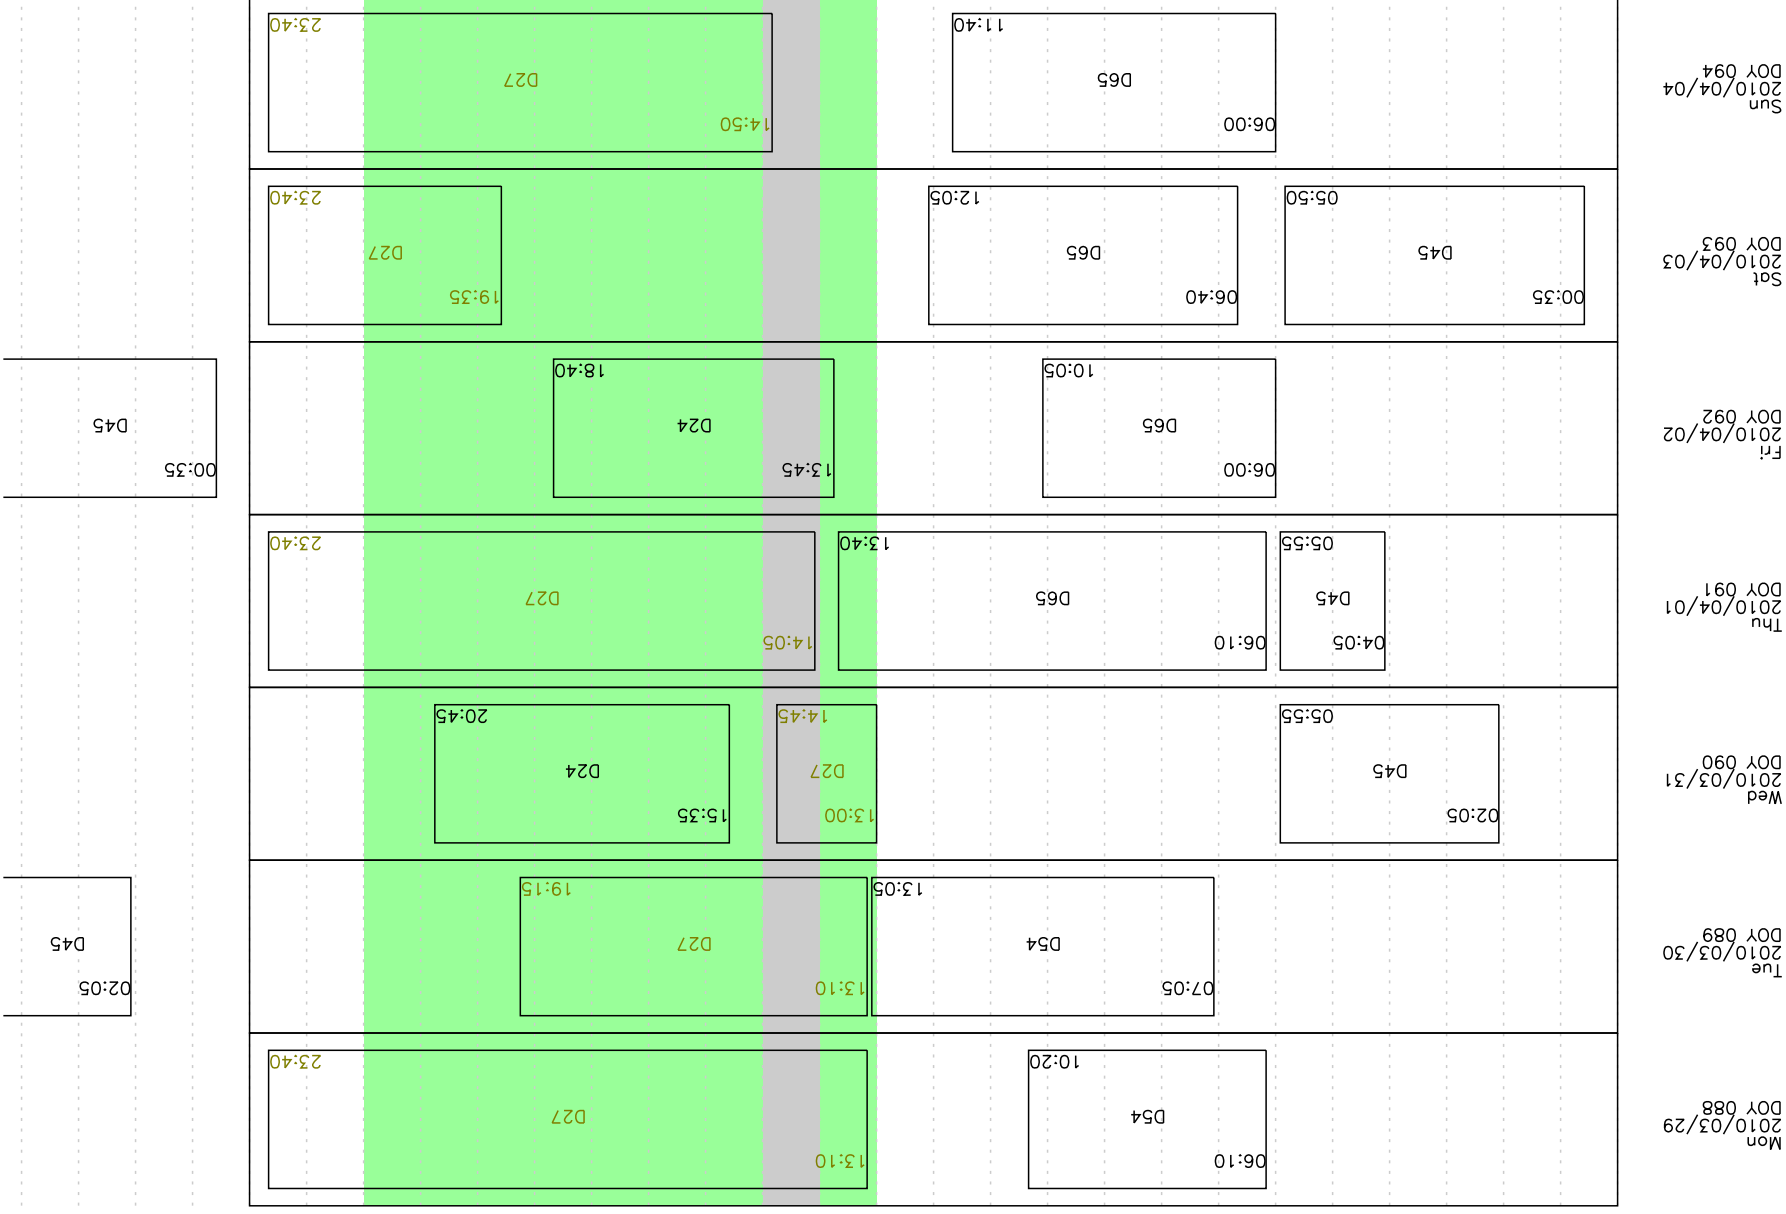 Mon
2010/03/29
DOY 088
06:10
D54
10:20
13:10
D27
23:40
Tue
2010/03/30
DOY 089
07:05
D54
13:05
13:10
D27
19:15
02:05
D45
Wed
2010/03/31
DOY 090
02:05
D45
05:55
13:00
D27
14:45
15:35
D24
20:45
Thu
2010/04/01
DOY 091
04:05
D45
05:55
06:10
D65
13:40
14:05
D27
23:40
Fri
2010/04/02
DOY 092
06:00
D65
10:05
13:45
D24
18:40
00:35
D45
Sat
2010/04/03
DOY 093
00:35
D45
05:50
06:40
D65
12:05
19:35
D27
23:40
Sun
2010/04/04
DOY 094
06:00
D65
11:40
14:50
D27
23:40